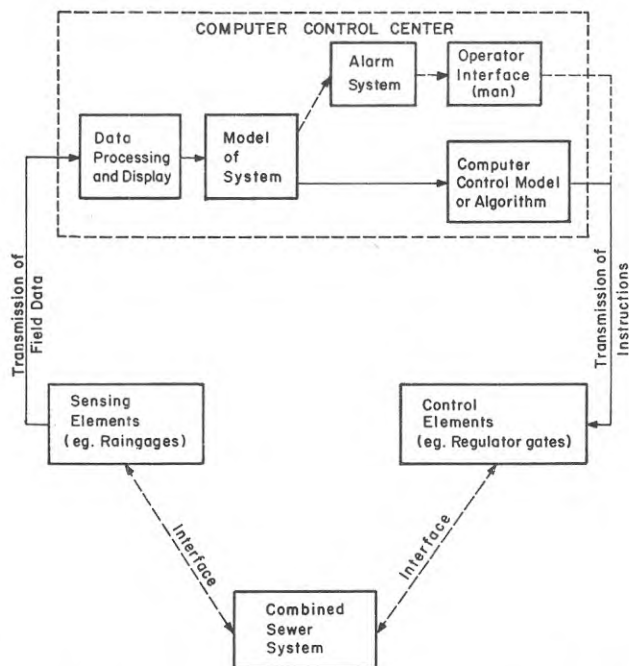 COMPUTER CONTROL CENTER
Alarm
System
Operator
Interface
(man)
Data
Processing
and Display
Model
of
System
Computer
Control Model
or Algorithm
Transmission of
Field Data
Transmission of
Instructions
Sensing
Elements
(eg. Raingages)
Control
Elements
(eg. Regulator gates)
Interface
Interface
Combined
Sewer
System